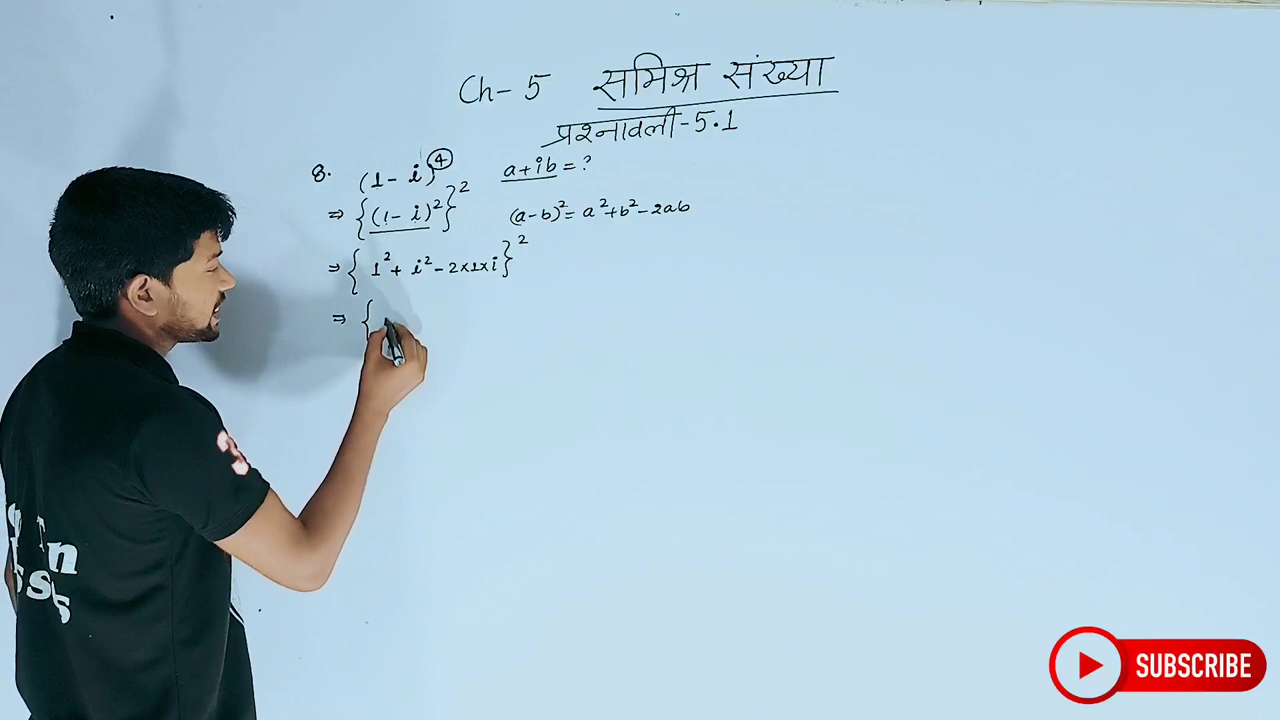 Ch- 5 समिश्र संख्या
प्रश्नावली-5.1
8. (1 - i)⁴ a+ib = ?
⇒ {(1 - i)²}² (a-b)² = a²+b²-2ab
⇒ { 1² + i² - 2×1×i }²
⇒ {
3
SUBSCRIBE